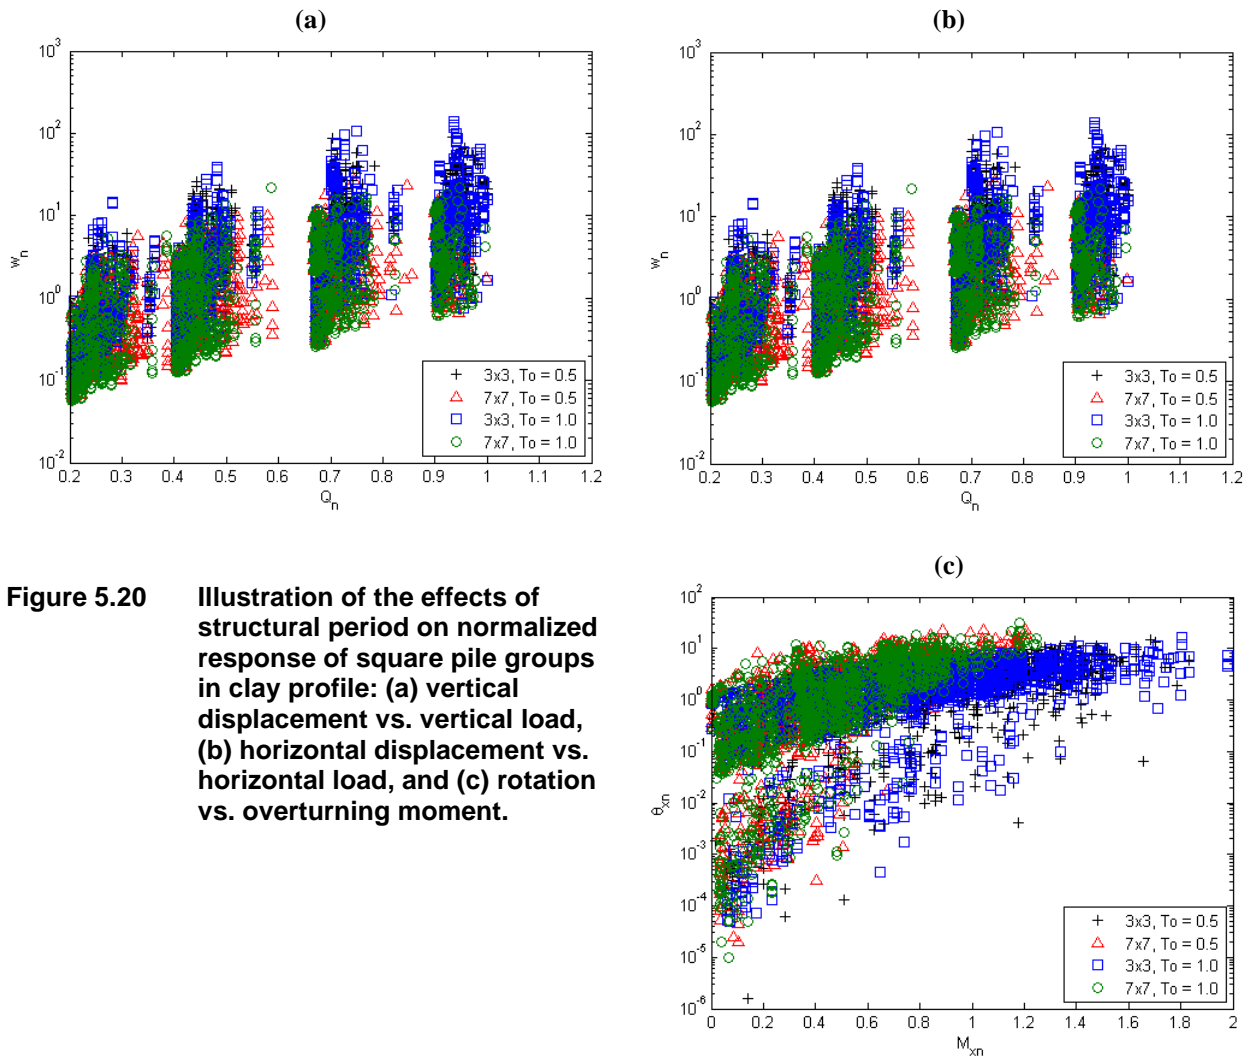 (a)
10^3
10^2
10^1
10^0
10^-1
10^-2
w_n
0.2 0.3 0.4 0.5 0.6 0.7 0.8 0.9 1 1.1 1.2
Q_n
3x3, To = 0.5
7x7, To = 0.5
3x3, To = 1.0
7x7, To = 1.0
(b)
10^3
10^2
10^1
10^0
10^-1
10^-2
w_n
0.2 0.3 0.4 0.5 0.6 0.7 0.8 0.9 1 1.1 1.2
Q_n
3x3, To = 0.5
7x7, To = 0.5
3x3, To = 1.0
7x7, To = 1.0
Figure 5.20 Illustration of the effects of
structural period on normalized
response of square pile groups
in clay profile: (a) vertical
displacement vs. vertical load,
(b) horizontal displacement vs.
horizontal load, and (c) rotation
vs. overturning moment.
(c)
10^2
10^1
10^0
10^-1
10^-2
10^-3
10^-4
10^-5
10^-6
θ_xn
0 0.2 0.4 0.6 0.8 1 1.2 1.4 1.6 1.8 2
M_xn
3x3, To = 0.5
7x7, To = 0.5
3x3, To = 1.0
7x7, To = 1.0